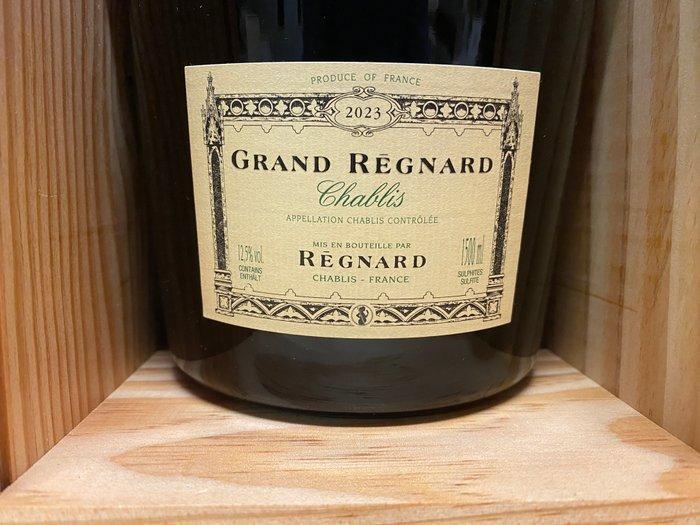 PRODUCE OF FRANCE
2023
GRAND RĒGNARD
Chablis
APPELLATION CHABLIS CONTRÔLÉE
MIS EN BOUTEILLE PAR
RĒGNARD
CHABLIS - FRANCE
12,5% vol.
CONTAINS
ENTHÄLT
1500 ml
SULPHITES
SULFITE